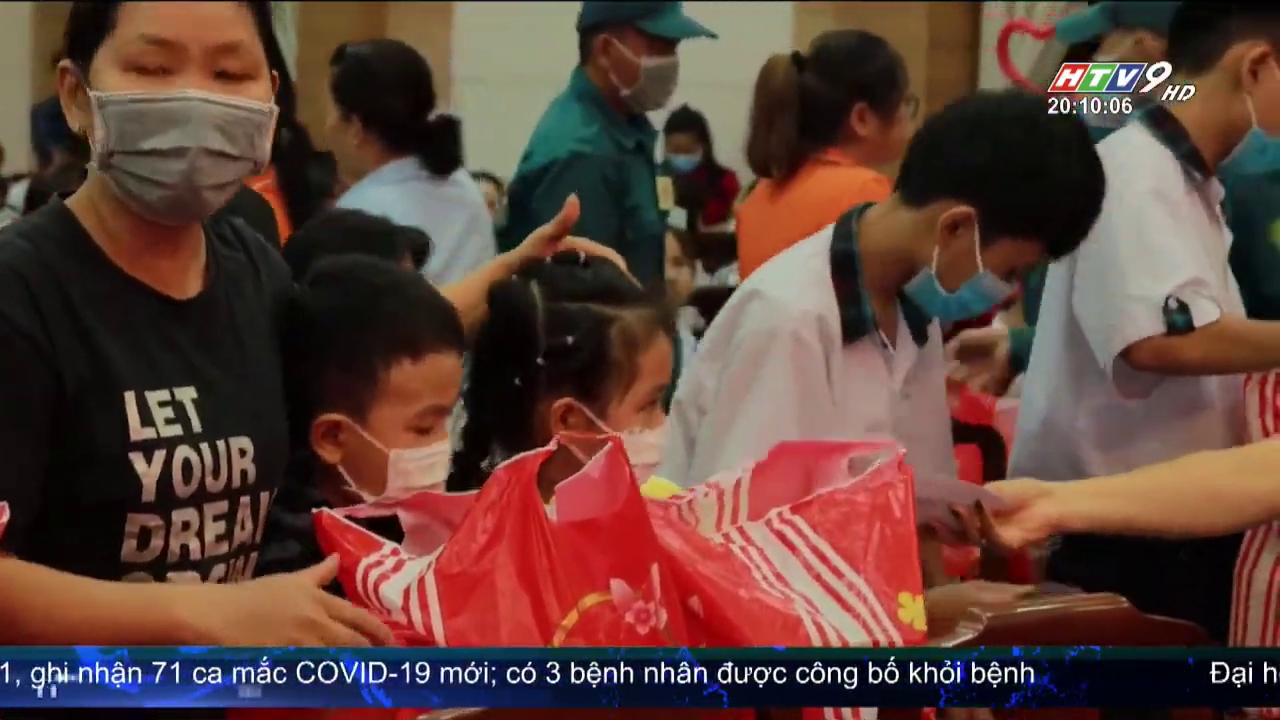 HTV9 HD
20:10:06
LET
YOUR
DREAM
1, ghi nhận 71 ca mắc COVID-19 mới; có 3 bệnh nhân được công bố khỏi bệnh Đại